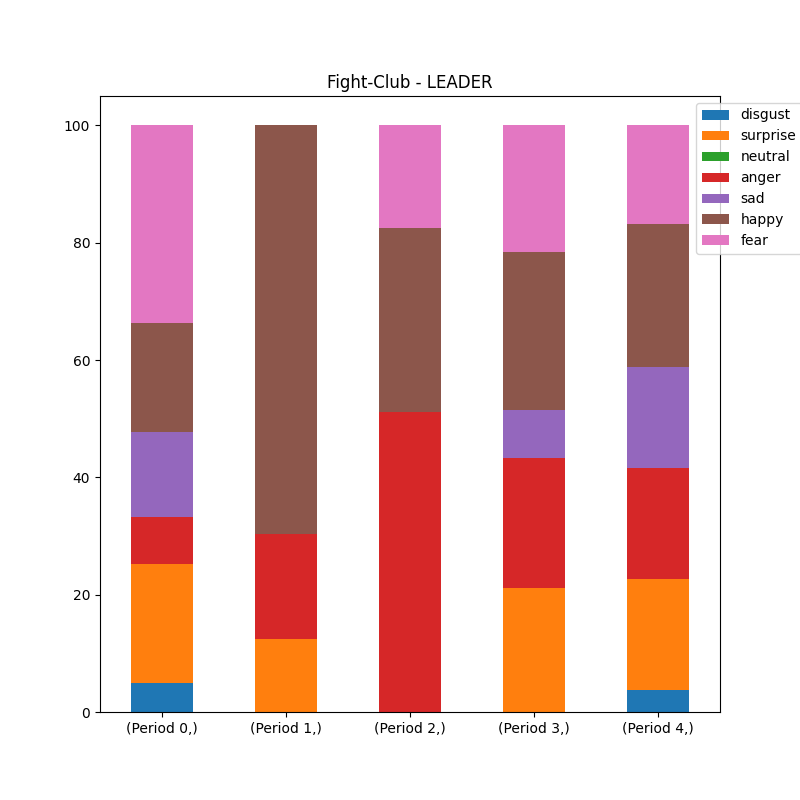 Fight-Club - LEADER
100
80
60
40
20
0
(Period 0,)
(Period 1,)
(Period 2,)
(Period 3,)
(Period 4,)
disgust
surprise
neutral
anger
sad
happy
fear